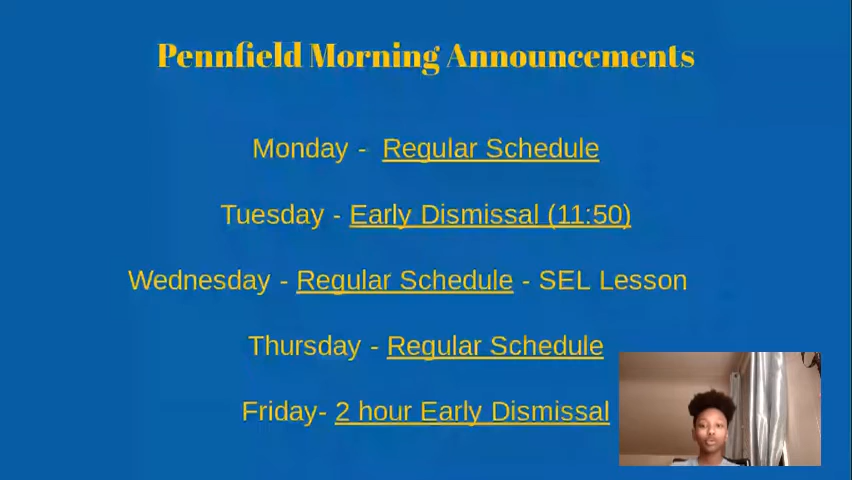 Pennfield Morning Announcements
Monday -  Regular Schedule
Tuesday - Early Dismissal (11:50)
Wednesday - Regular Schedule - SEL Lesson
Thursday - Regular Schedule
Friday- 2 hour Early Dismissal